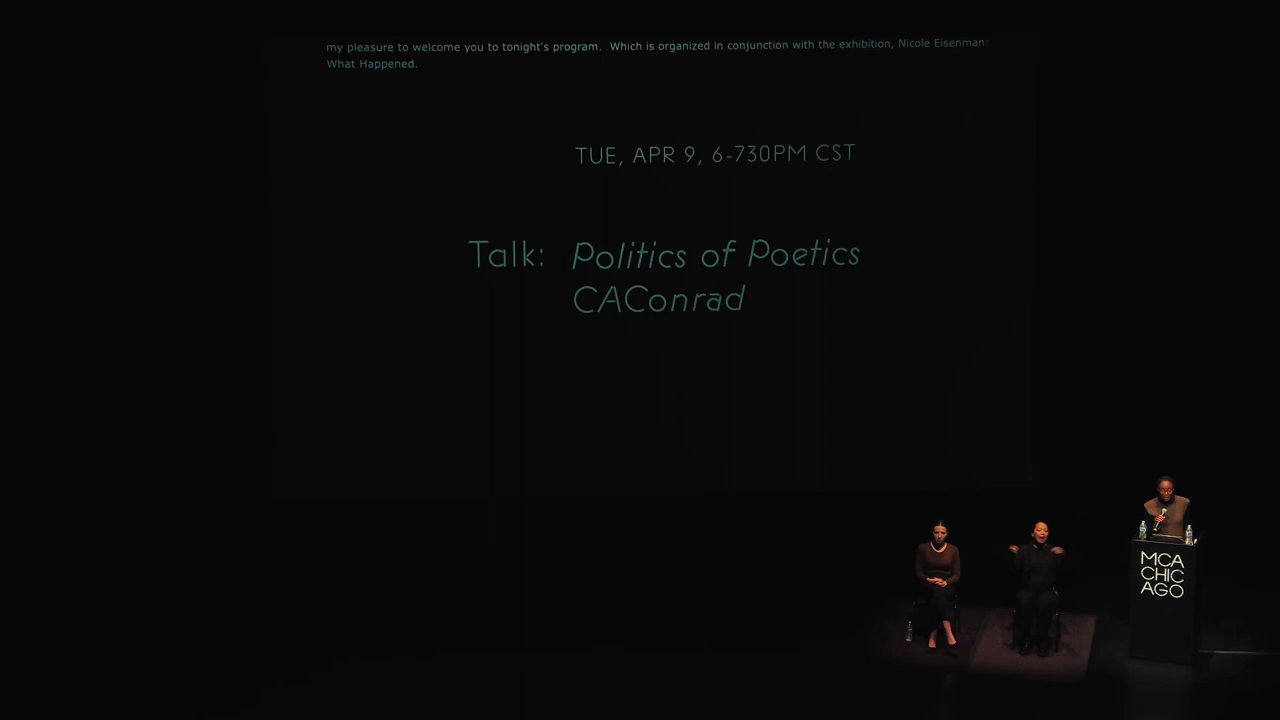 my pleasure to welcome you to tonight's program.  Which is organized in conjunction with the exhibition, Nicole Eisenman:
What Happened.
TUE, APR 9, 6-730PM CST
Talk: Politics of Poetics
CAConrad
MCA
CHIC
AGO